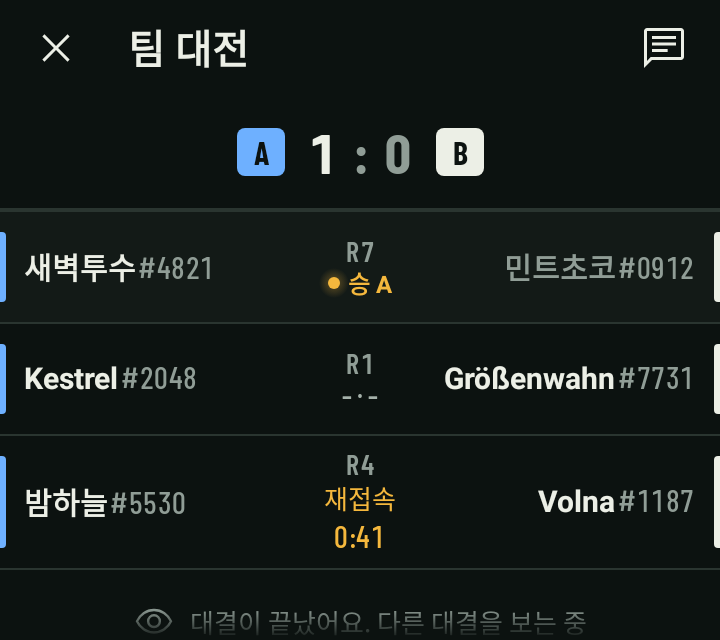 팀 대전
A 1 : 0 B
새벽투수#4821 R7 민트초코#0912
승 A
Kestrel#2048 R1 Größenwahn#7731
-·-
밤하늘#5530 R4 Volna#1187
재접속
0:41
대결이 끝났어요. 다른 대결을 보는 중